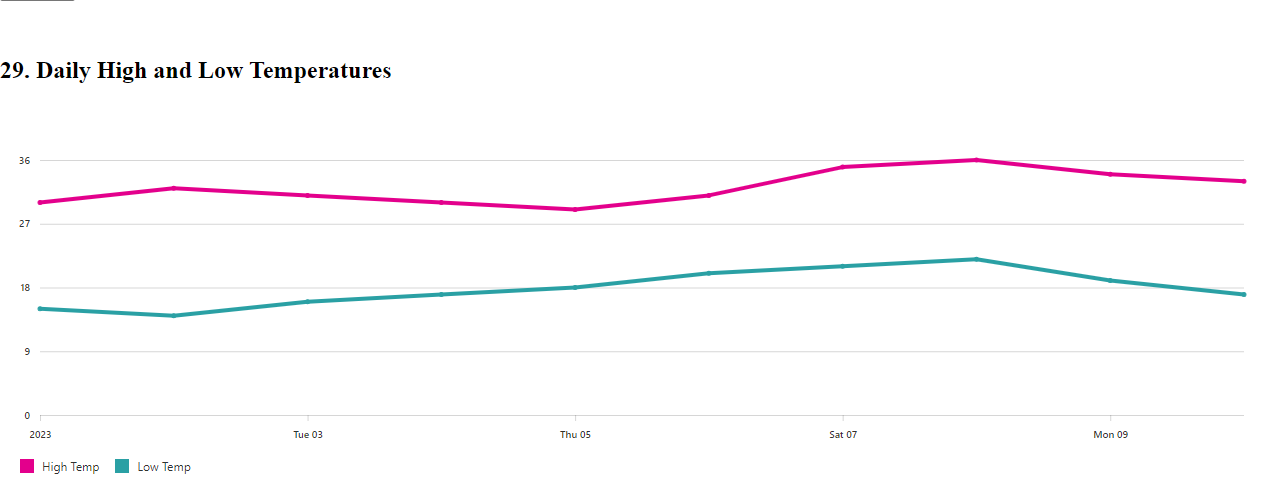 29. Daily High and Low Temperatures
36
27
18
9
0
2023 Tue 03 Thu 05 Sat 07 Mon 09
High Temp Low Temp